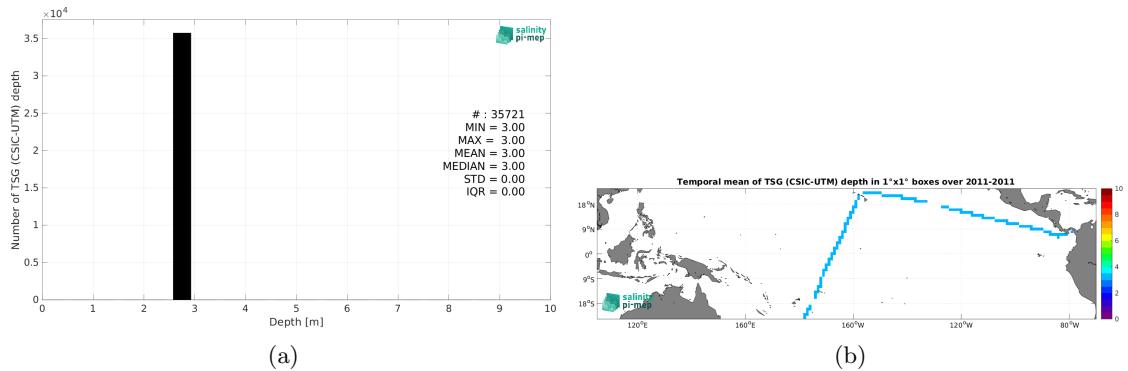 ×10⁴
3.5
3
2.5
2
1.5
1
0.5
0
Number of TSG (CSIC-UTM) depth
salinity
pi-mep
# : 35721
MIN = 3.00
MAX = 3.00
MEAN = 3.00
MEDIAN = 3.00
STD = 0.00
IQR = 0.00
0 1 2 3 4 5 6 7 8 9 10
Depth [m]
(a)
Temporal mean of TSG (CSIC-UTM) depth in 1°x1° boxes over 2011-2011
18°N
9°N
0°
9°S
18°S
salinity
pi-mep
120°E 160°E 160°W 120°W 80°W
10
8
6
4
2
0
(b)